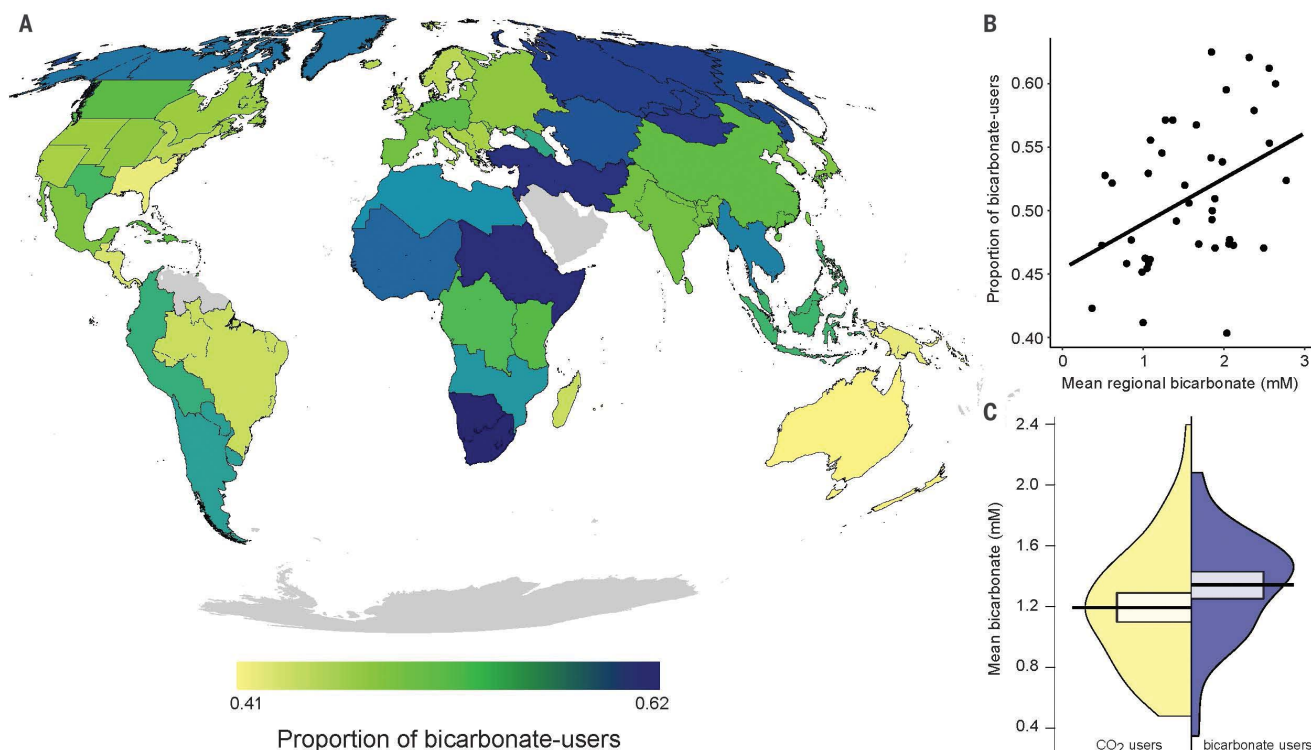 A
0.41
0.62
Proportion of bicarbonate-users
B
Proportion of bicarbonate-users
0.60
0.55
0.50
0.45
0.40
0
1
2
3
Mean regional bicarbonate (mM)
C
Mean bicarbonate (mM)
2.4
2.0
1.6
1.2
0.8
0.4
CO₂ users
bicarbonate users